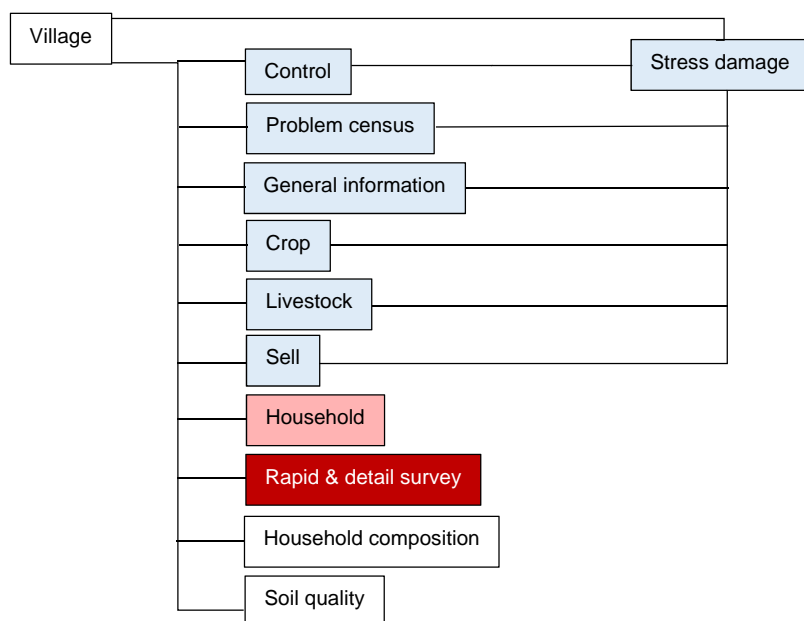 Village
Stress damage
Control
Problem census
General information
Crop
Livestock
Sell
Household
Rapid & detail survey
Household composition
Soil quality